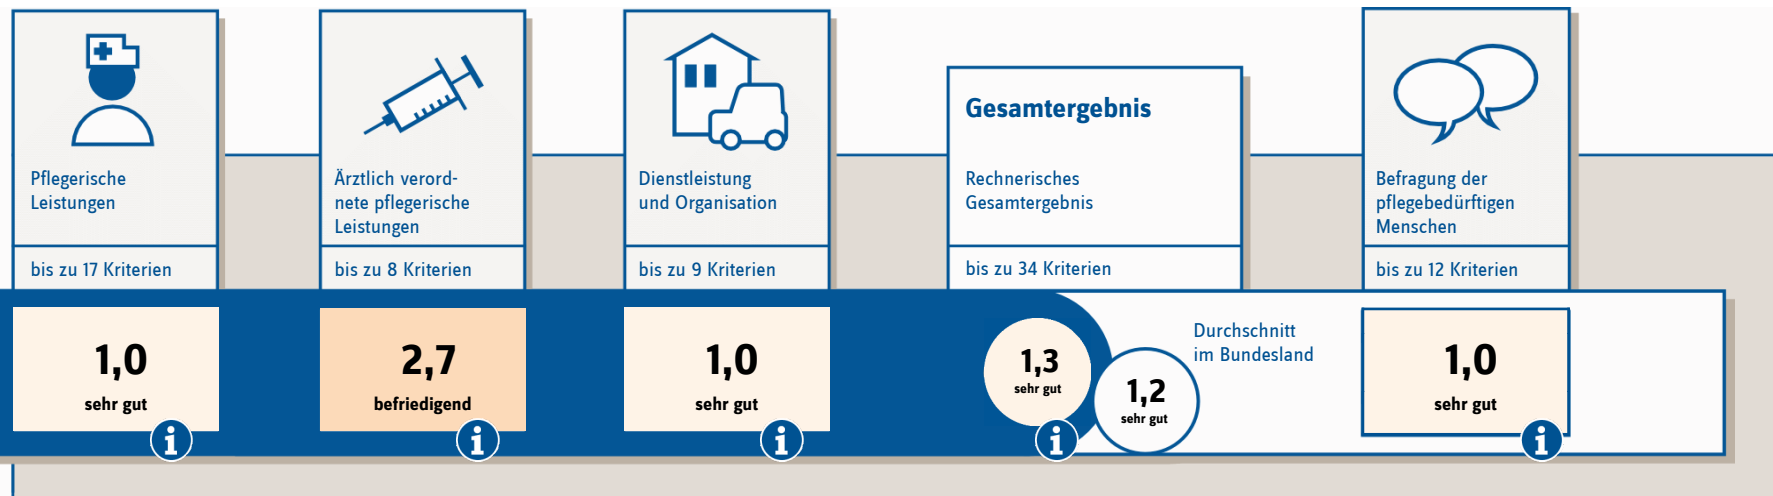 Pflegerische
Leistungen
bis zu 17 Kriterien
1,0
sehr gut
i
Ärztlich verord-
nete pflegerische
Leistungen
bis zu 8 Kriterien
2,7
befriedigend
i
Dienstleistung
und Organisation
bis zu 9 Kriterien
1,0
sehr gut
i
Gesamtergebnis
Rechnerisches
Gesamtergebnis
bis zu 34 Kriterien
1,3
sehr gut
i
1,2
sehr gut
Durchschnitt
im Bundesland
Befragung der
pflegebedürftigen
Menschen
bis zu 12 Kriterien
1,0
sehr gut
i